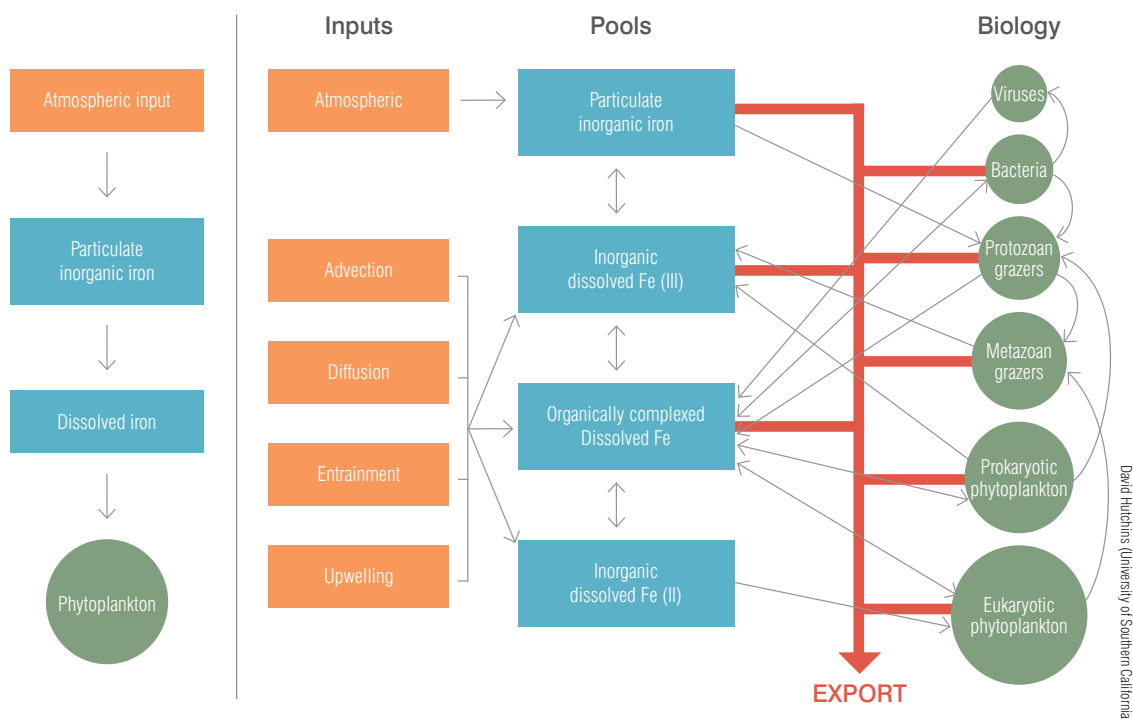 Atmospheric input
Particulate
inorganic iron
Dissolved iron
Phytoplankton
Inputs
Atmospheric
Advection
Diffusion
Entrainment
Upwelling
Pools
Particulate
inorganic iron
Inorganic
dissolved Fe (III)
Organically complexed
Dissolved Fe
Inorganic
dissolved Fe (II)
EXPORT
Biology
Viruses
Bacteria
Protozoan
grazers
Metazoan
grazers
Prokaryotic
phytoplankton
Eukaryotic
phytoplankton
David Hutchins (University of Southern California